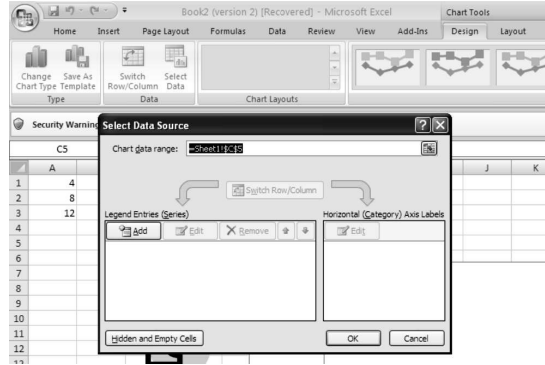 Book2 (version 2) [Recovered] - Microsoft Excel
Chart Tools
Home Insert Page Layout Formulas Data Review View Add-Ins Design Layout
Change Chart Type
Save As Template
Switch Row/Column
Select Data
Type Data Chart Layouts
Security Warning
Select Data Source
C5
Chart data range: =Sheet1!$C$5
A J K
Switch Row/Column
Legend Entries (Series)
Horizontal (Category) Axis Labels
Add Edit Remove
Edit
1 4
2 8
3 12
4
5
6
7
8
9
10
11
12
13
Hidden and Empty Cells
OK Cancel